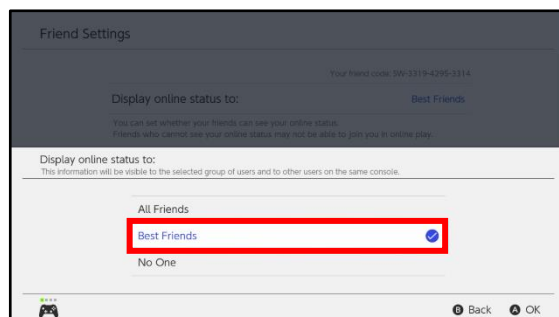 Friend Settings
Your friend code: SW-3319-4295-3314
Display online status to: Best Friends
You can set whether your friends can see your online status.
Friends who cannot see your online status may not be able to join you in online play.
Display online status to:
This information will be visible to the selected group of users and to other users on the same console.
All Friends
Best Friends
No One
B Back A OK